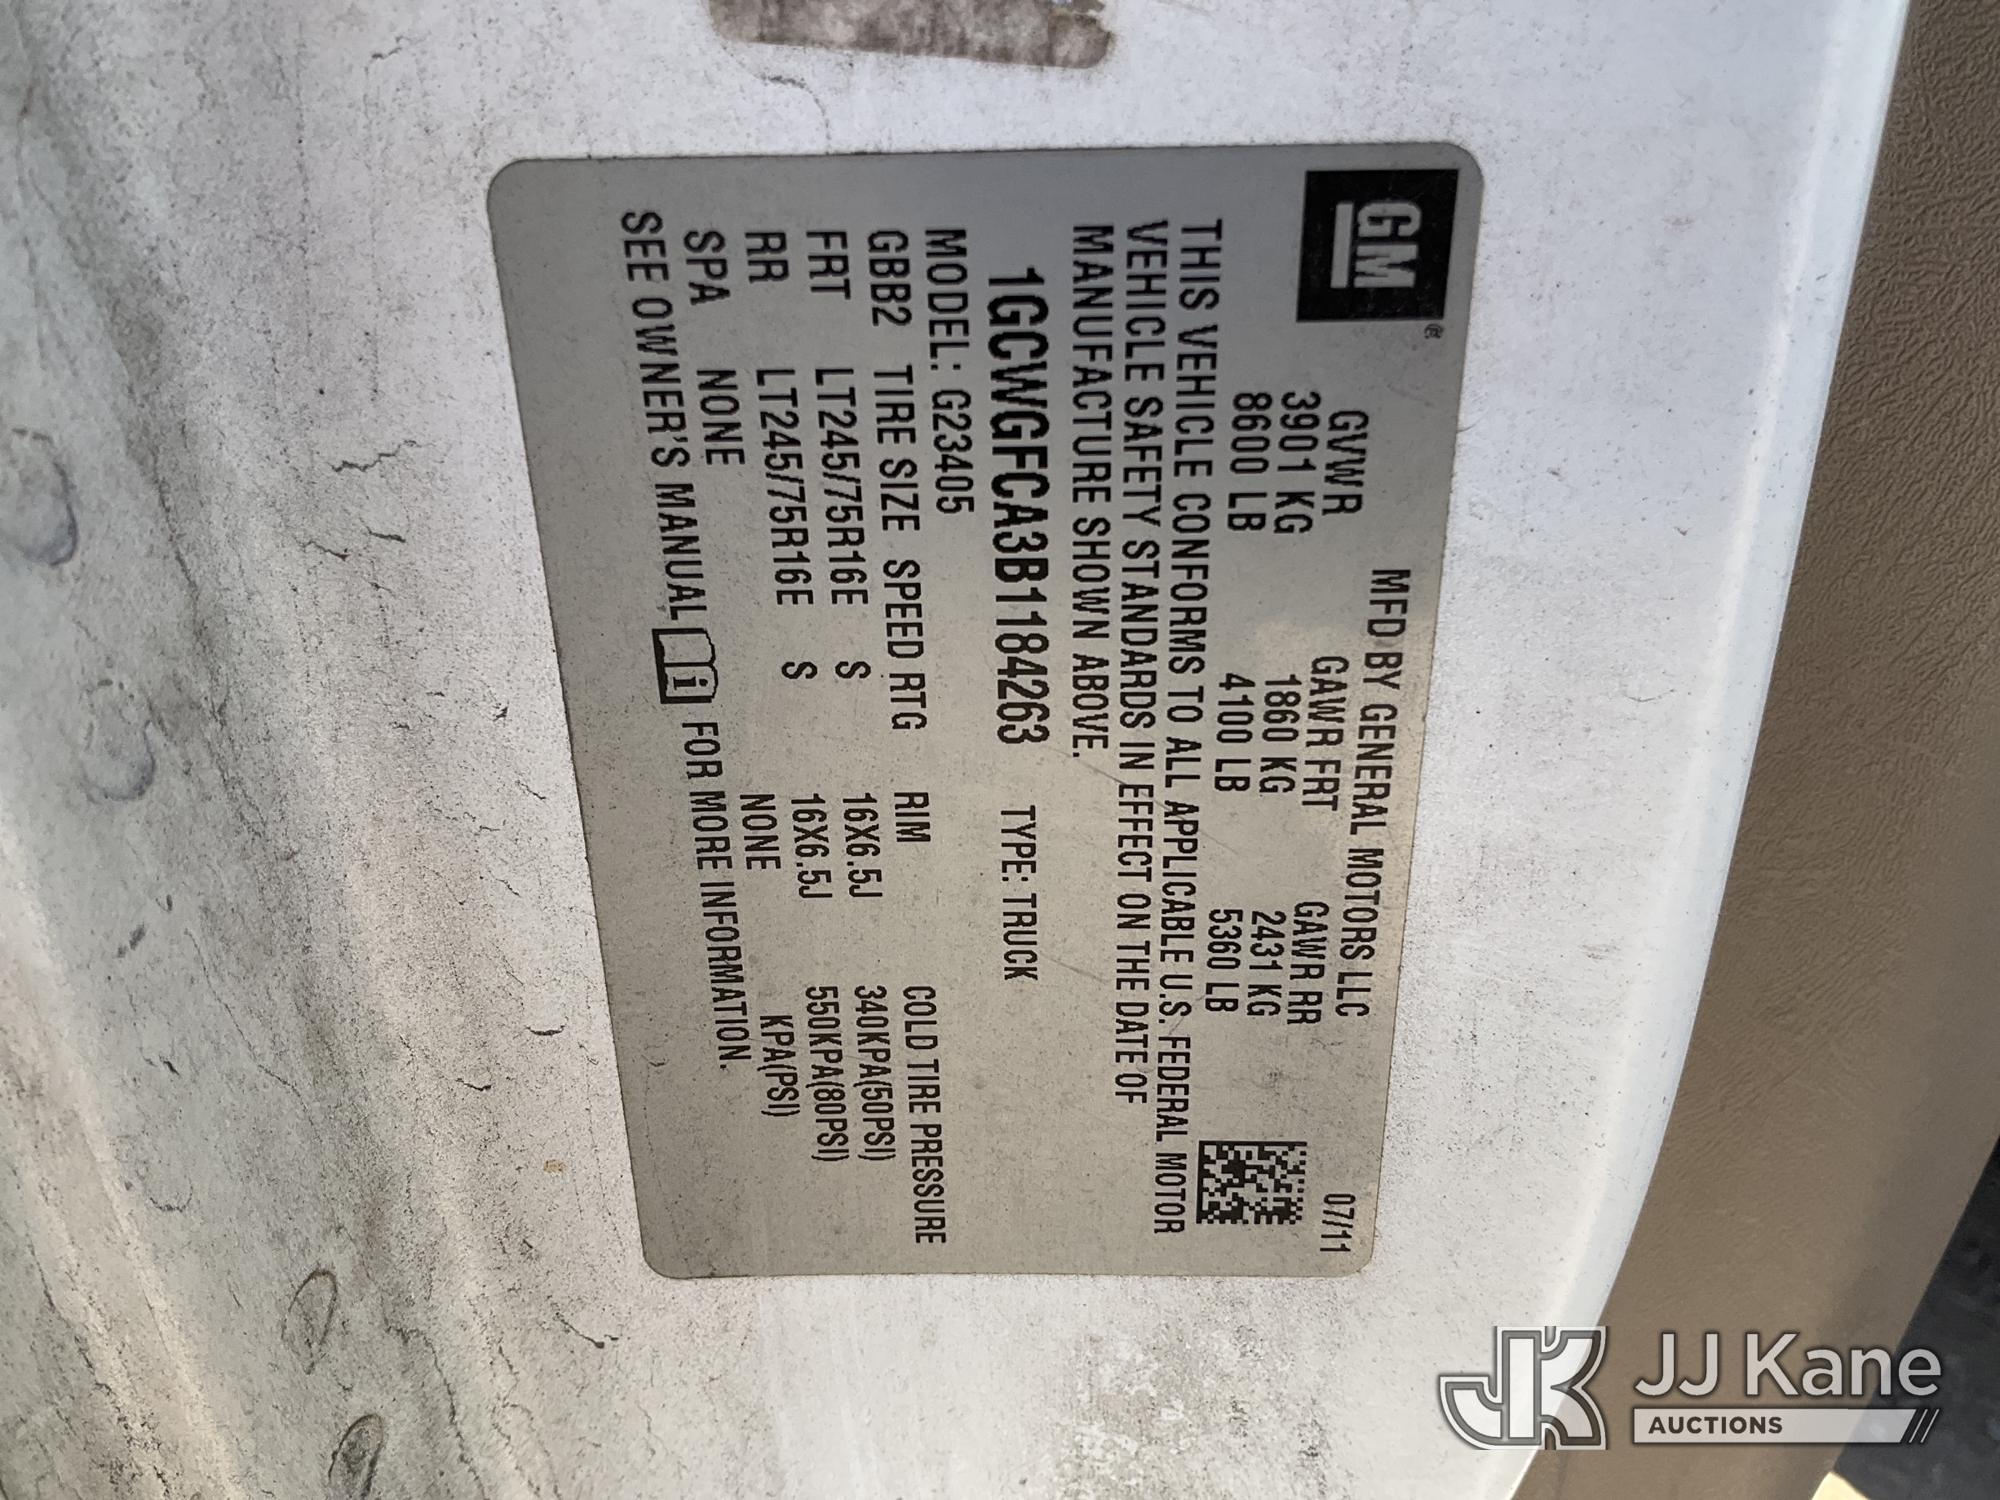 GM®
MFD BY GENERAL MOTORS LLC 07/11
GVWR GAWR FRT GAWR RR
3901 KG 1860 KG 2431 KG
8600 LB 4100 LB 5360 LB
THIS VEHICLE CONFORMS TO ALL APPLICABLE U.S. FEDERAL MOTOR
VEHICLE SAFETY STANDARDS IN EFFECT ON THE DATE OF
MANUFACTURE SHOWN ABOVE.
1GCWGFCA3B1184263 TYPE: TRUCK
MODEL: G23405
GBB2 TIRE SIZE SPEED RTG RIM COLD TIRE PRESSURE
FRT LT245/75R16E S 16X6.5J 340KPA(50PSI)
RR LT245/75R16E S 16X6.5J 550KPA(80PSI)
SPA NONE NONE KPA(PSI)
SEE OWNER'S MANUAL i FOR MORE INFORMATION.
JK JJ Kane
AUCTIONS